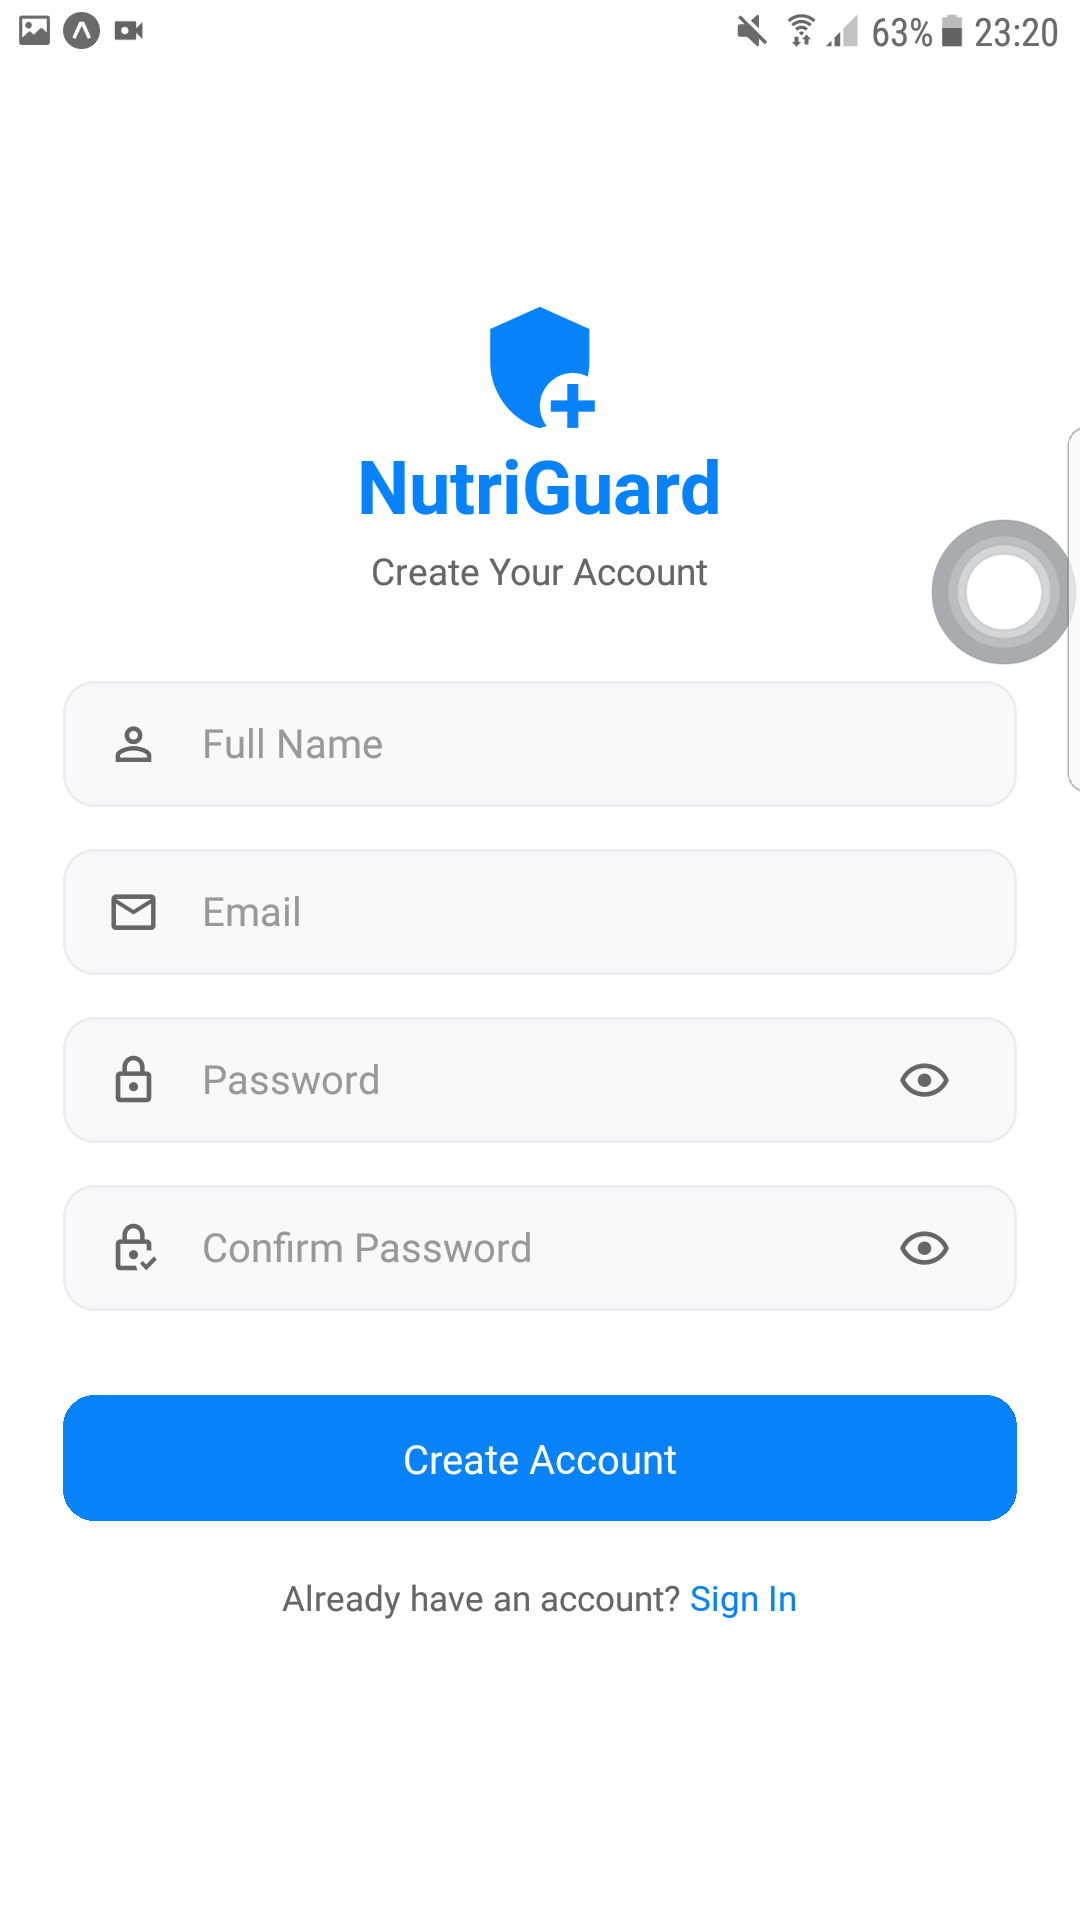 63% 23:20
NutriGuard
Create Your Account
Full Name
Email
Password
Confirm Password
Create Account
Already have an account? Sign In